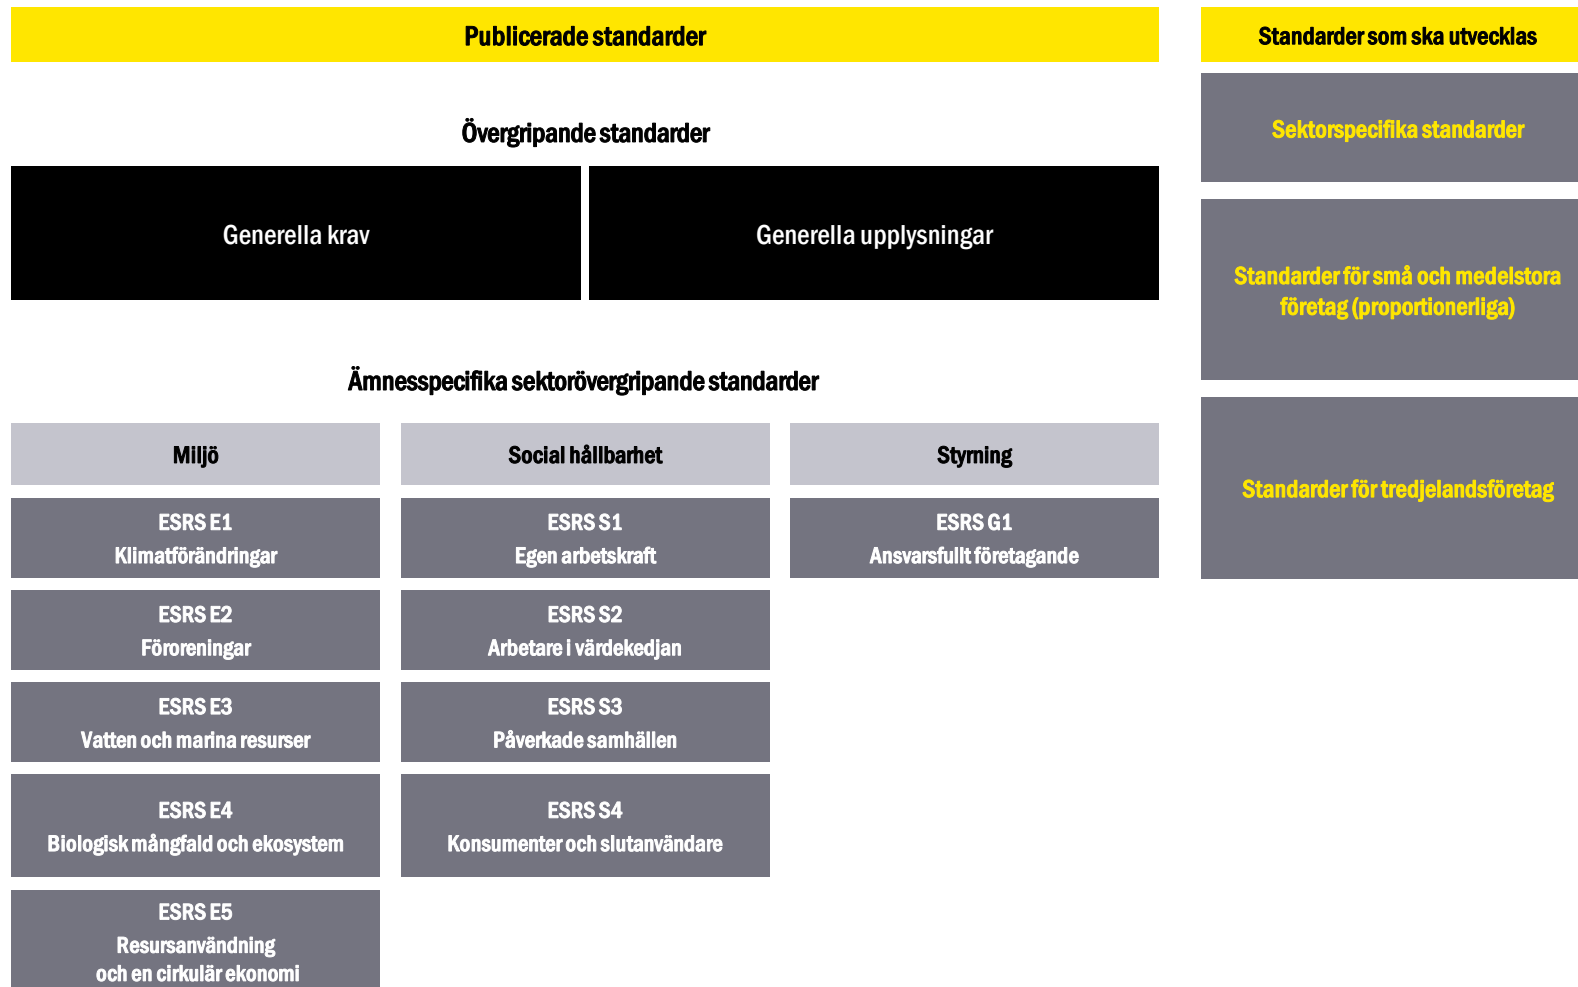 Publicerade standarder
Övergripande standarder
Generella krav
Generella upplysningar
Ämnesspecifika sektorövergripande standarder
Miljö
ESRS E1
Klimatförändringar
ESRS E2
Föroreningar
ESRS E3
Vatten och marina resurser
ESRS E4
Biologisk mångfald och ekosystem
ESRS E5
Resursanvändning
och en cirkulär ekonomi
Social hållbarhet
ESRS S1
Egen arbetskraft
ESRS S2
Arbetare i värdekedjan
ESRS S3
Påverkade samhällen
ESRS S4
Konsumenter och slutanvändare
Styrning
ESRS G1
Ansvarsfullt företagande
Standarder som ska utvecklas
Sektorspecifika standarder
Standarder för små och medelstora
företag (proportionerliga)
Standarder för tredjelandsföretag